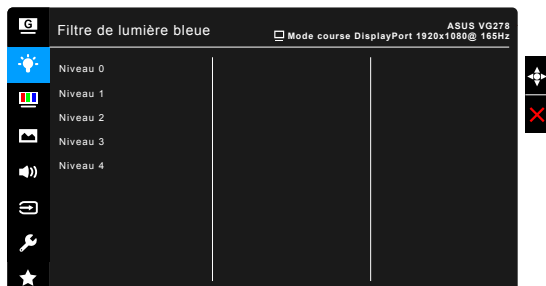 G
Filtre de lumière bleue
ASUS VG278
Mode course DisplayPort 1920x1080@ 165Hz
Niveau 0
Niveau 1
Niveau 2
Niveau 3
Niveau 4